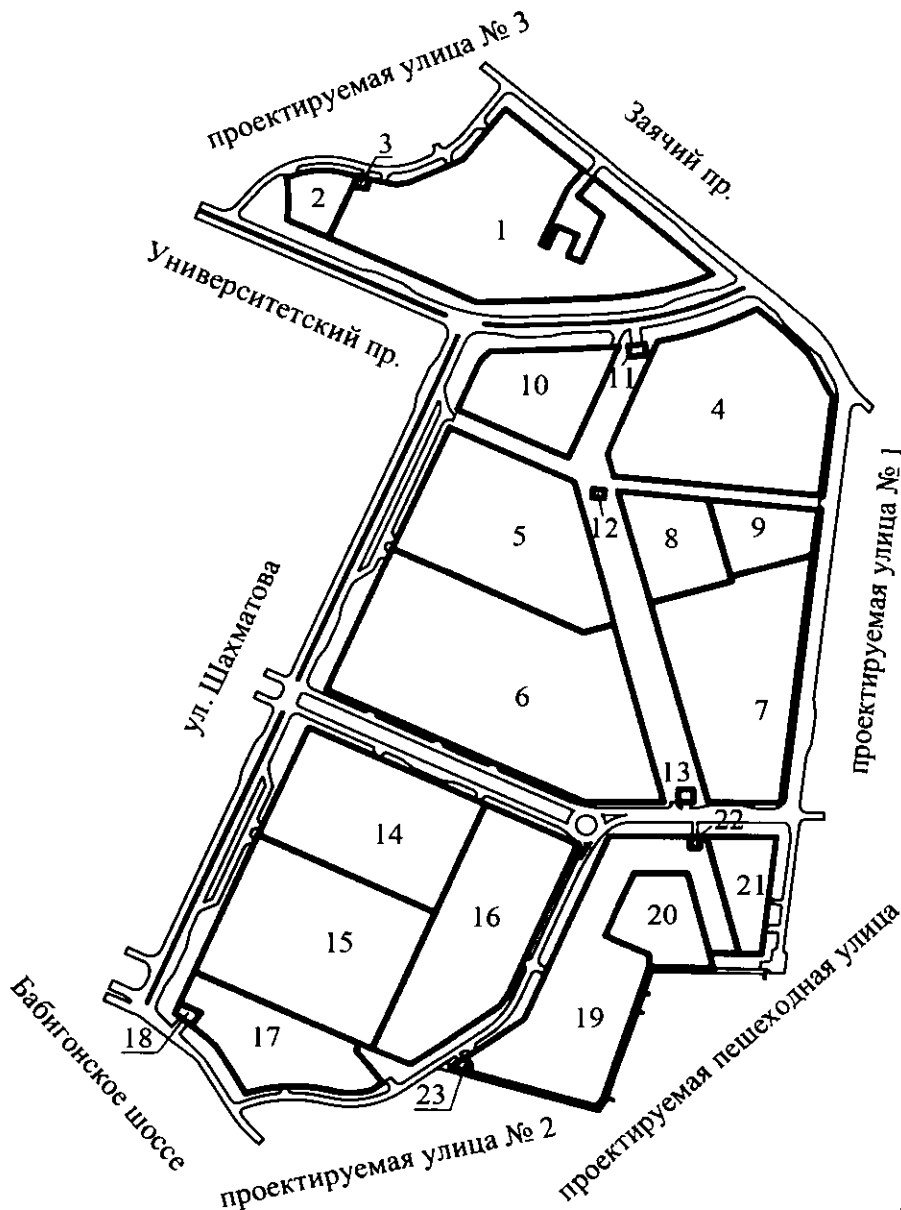 проектируемая улица № 3
Заячий пр.
3
2
1
Университетский пр.
11
10
4
12
5
8
9
проектируемая улица № 1
ул. Шахматова
6
7
13
22
14
21
16
20
15
проектируемая пешеходная улица
Бабигонское шоссе
18
17
19
23
проектируемая улица № 2